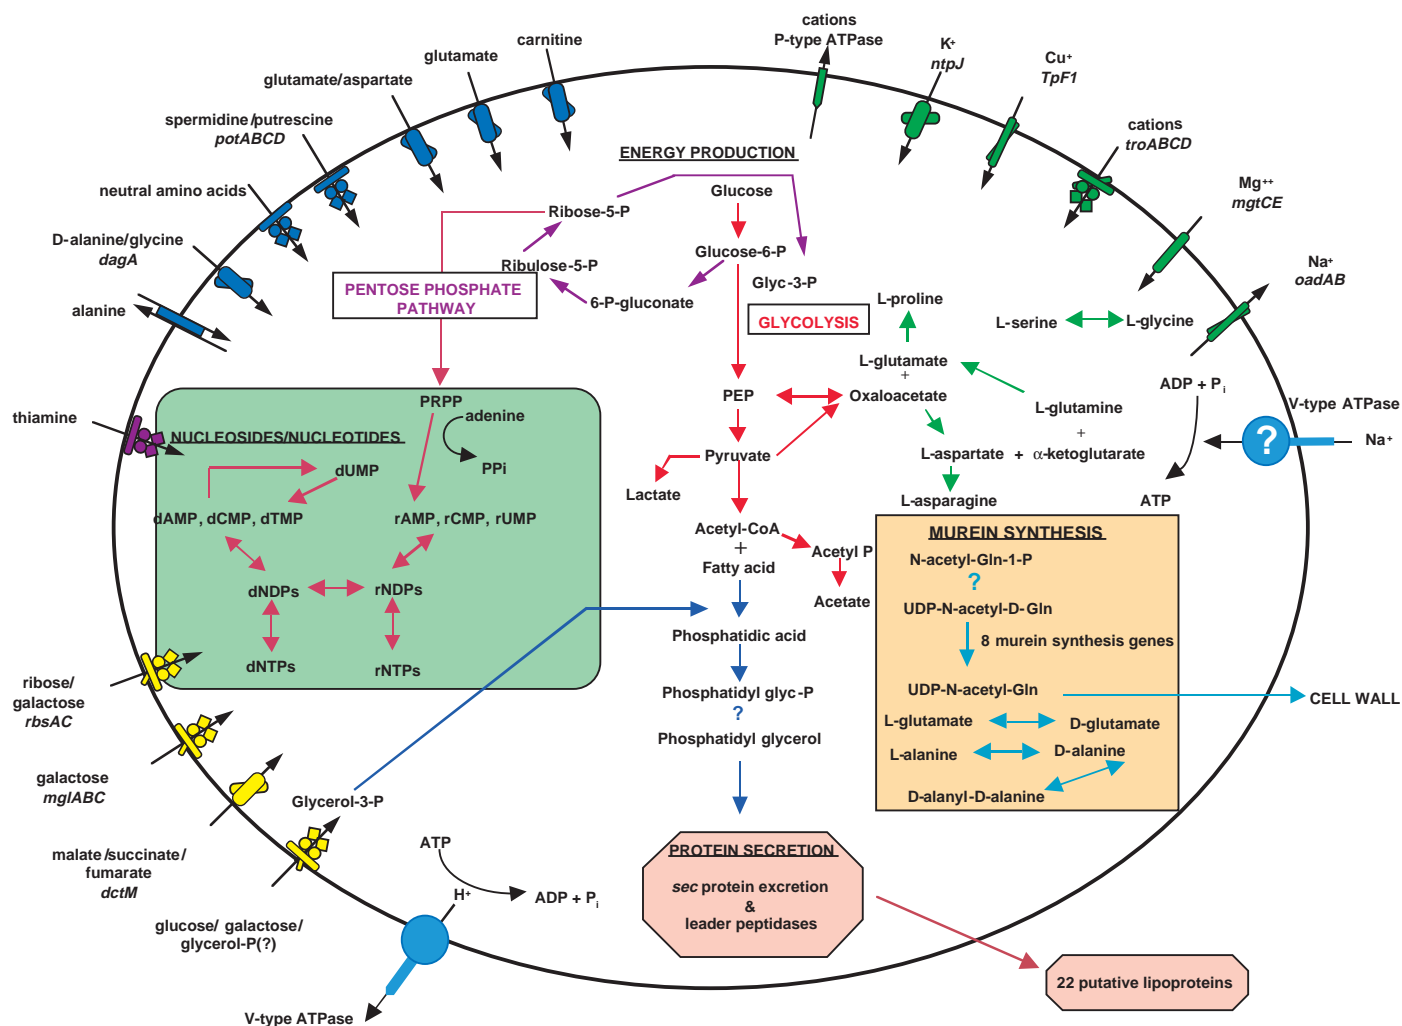 cations
P-type ATPase
K+
ntpJ
Cu+
TpF1
carnitine
glutamate
glutamate/aspartate
spermidine/putrescine
potABCD
neutral amino acids
D-alanine/glycine
dagA
alanine
thiamine
cations
troABCD
Mg++
mgtCE
Na+
oadAB
ENERGY PRODUCTION
Glucose
Ribose-5-P
Glucose-6-P
Ribulose-5-P
Glyc-3-P
6-P-gluconate
PENTOSE PHOSPHATE
PATHWAY
GLYCOLYSIS
L-proline
L-serine
L-glycine
L-glutamate
+
Oxaloacetate
PEP
L-glutamine
+
L-aspartate + α-ketoglutarate
L-asparagine
ADP + Pi
ATP
V-type ATPase
?
Na+
PRPP
adenine
PPi
NUCLEOSIDES/NUCLEOTIDES
dUMP
dAMP, dCMP, dTMP
rAMP, rCMP, rUMP
dNDPs
rNDPs
dNTPs
rNTPs
Pyruvate
Lactate
Acetyl-CoA
+
Fatty acid
Acetyl P
Acetate
Phosphatidic acid
Phosphatidyl glyc-P
?
Phosphatidyl glycerol
MUREIN SYNTHESIS
N-acetyl-Gln-1-P
?
UDP-N-acetyl-D-Gln
8 murein synthesis genes
UDP-N-acetyl-Gln
CELL WALL
L-glutamate
D-glutamate
L-alanine
D-alanine
D-alanyl-D-alanine
ribose/
galactose
rbsAC
galactose
mglABC
malate/succinate/
fumarate
dctM
glucose/ galactose/
glycerol-P(?)
Glycerol-3-P
ATP
H+
ADP + Pi
V-type ATPase
PROTEIN SECRETION
sec protein excretion
&
leader peptidases
22 putative lipoproteins